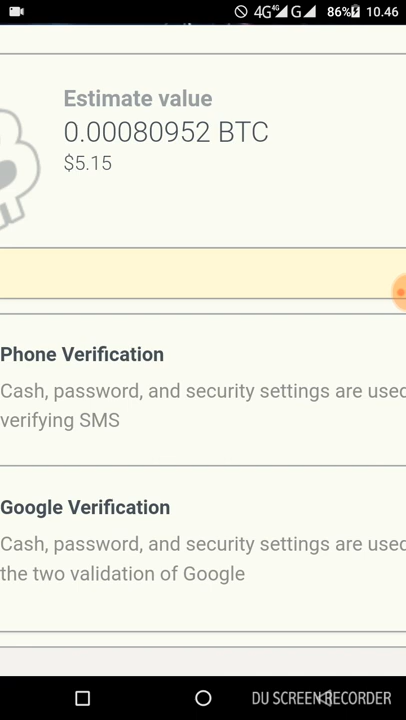 4G 4G G 86% 10.46
Estimate value
0.00080952 BTC
$5.15
Phone Verification
Cash, password, and security settings are used
verifying SMS
Google Verification
Cash, password, and security settings are used
the two validation of Google
DU SCREEN RECORDER